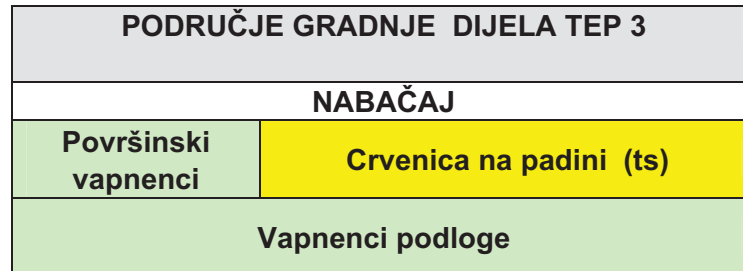 PODRUČJE GRADNJE DIJELA TEP 3
NABAČAJ
Površinski
vapnenci
Crvenica na padini (ts)
Vapnenci podloge